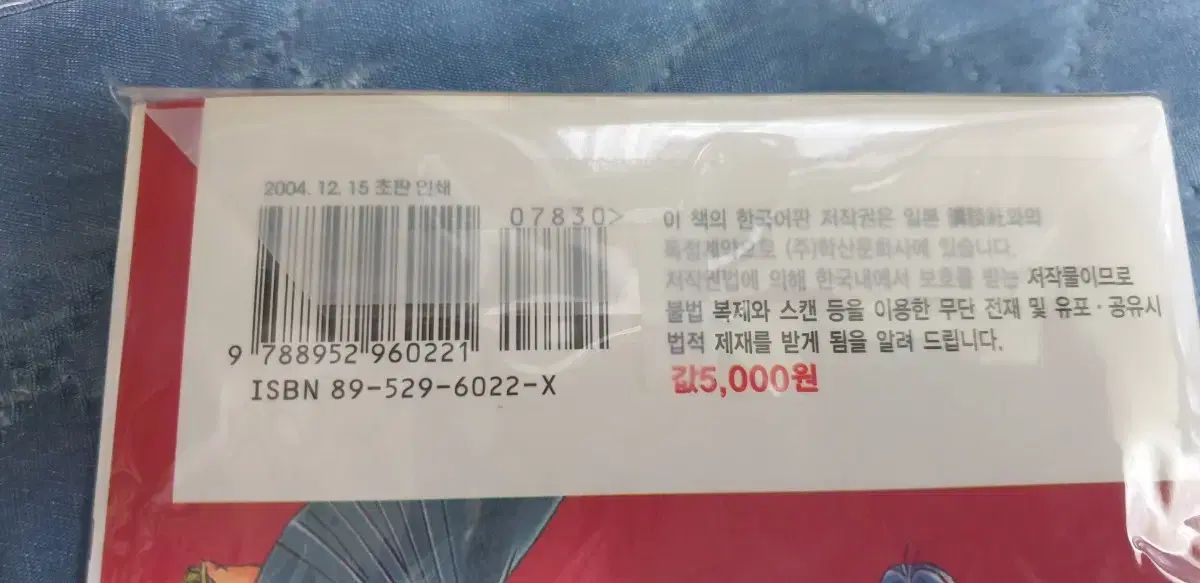 2004. 12. 15 초판 인쇄
07830>
9 788952 960221
ISBN 89-529-6022-X
이 책의 한국어판 저작권은 일본 講談社와의
독점계약으로 (주)학산문화사에 있습니다.
저작권법에 의해 한국내에서 보호를 받는 저작물이므로
불법 복제와 스캔 등을 이용한 무단 전재 및 유포·공유시
법적 제재를 받게 됨을 알려 드립니다.
값5,000원